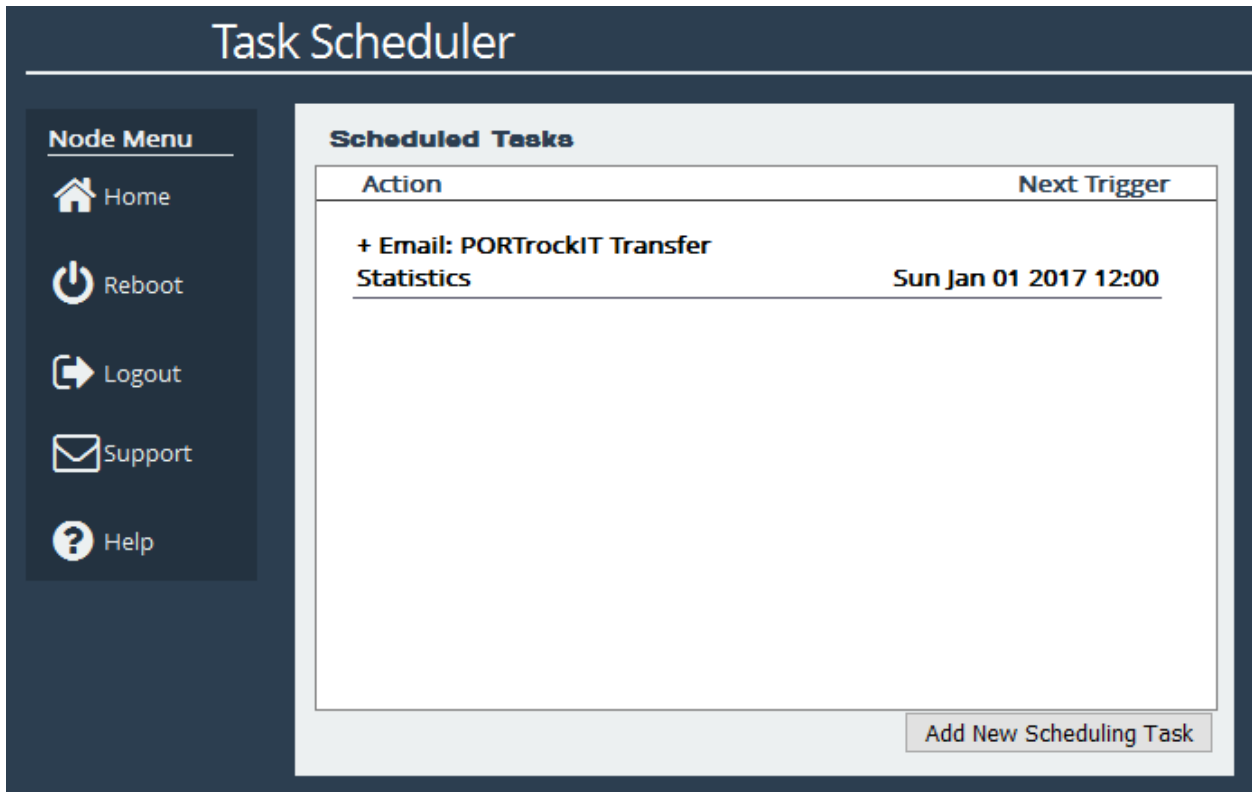 Task Scheduler
Node Menu
Home
Reboot
Logout
Support
Help
Scheduled Tasks
Action Next Trigger
+ Email: PORTrockIT Transfer
Statistics Sun Jan 01 2017 12:00
Add New Scheduling Task